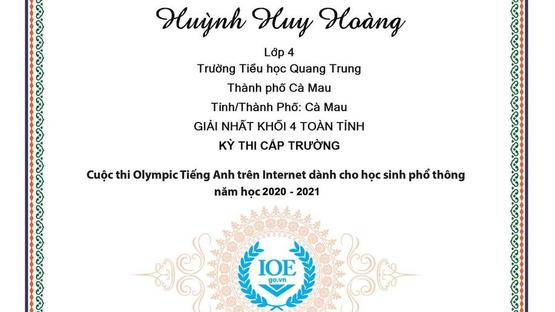 Huỳnh Huy Hoàng
Lớp 4
Trường Tiểu học Quang Trung
Thành phố Cà Mau
Tỉnh/Thành Phố: Cà Mau
GIẢI NHẤT KHỐI 4 TOÀN TỈNH
KỲ THI CẤP TRƯỜNG
Cuộc thi Olympic Tiếng Anh trên Internet dành cho học sinh phổ thông
năm học 2020 - 2021
IOE
go.vn